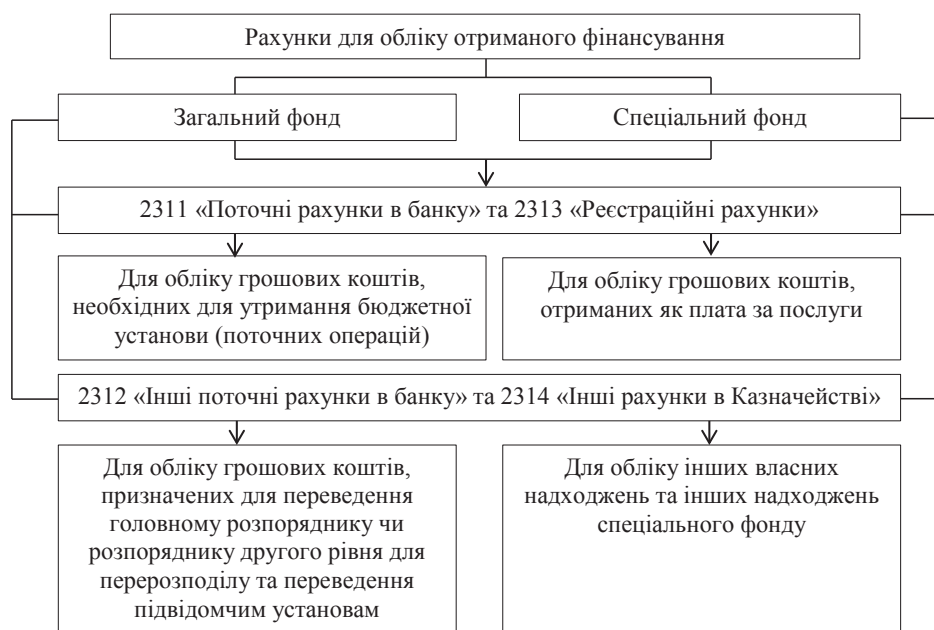 Рахунки для обліку отриманого фінансування
Загальний фонд
Спеціальний фонд
2311 «Поточні рахунки в банку» та 2313 «Реєстраційні рахунки»
Для обліку грошових коштів,
необхідних для утримання бюджетної
установи (поточних операцій)
Для обліку грошових коштів,
отриманих як плата за послуги
2312 «Інші поточні рахунки в банку» та 2314 «Інші рахунки в Казначействі»
Для обліку грошових коштів,
призначених для переведення
головному розпоряднику чи
розпоряднику другого рівня для
перерозподілу та переведення
підвідомчим установам
Для обліку інших власних
надходжень та інших надходжень
спеціального фонду